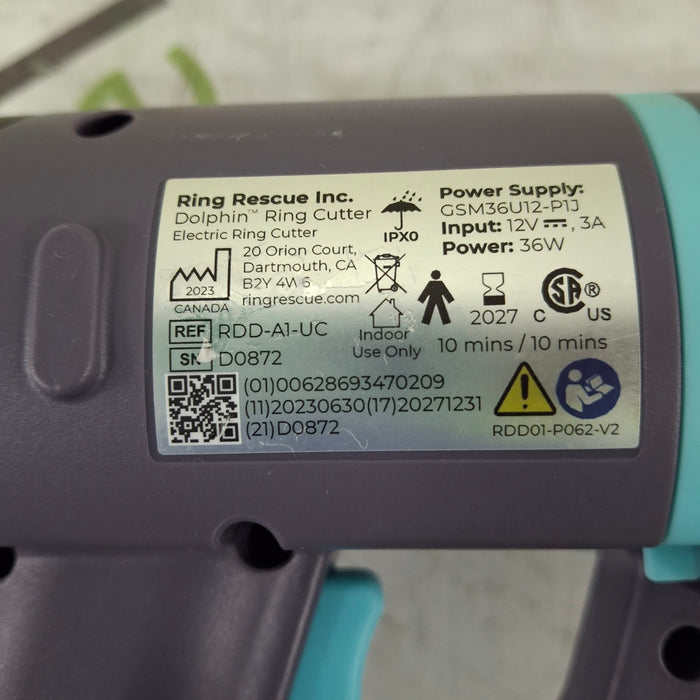 Ring Rescue Inc.
Dolphin™ Ring Cutter
Electric Ring Cutter
20 Orion Court,
Dartmouth, CA
B2Y 4W6
ringrescue.com
2023
CANADA
IPX0
Power Supply:
GSM36U12-P1J
Input: 12V⎓, 3A
Power: 36W
REF RDD-A1-UC
SN D0872
Indoor
Use Only
2027
C SA ® US
10 mins / 10 mins
(01)00628693470209
(11)20230630(17)20271231
(21)D0872
RDD01-P062-V2